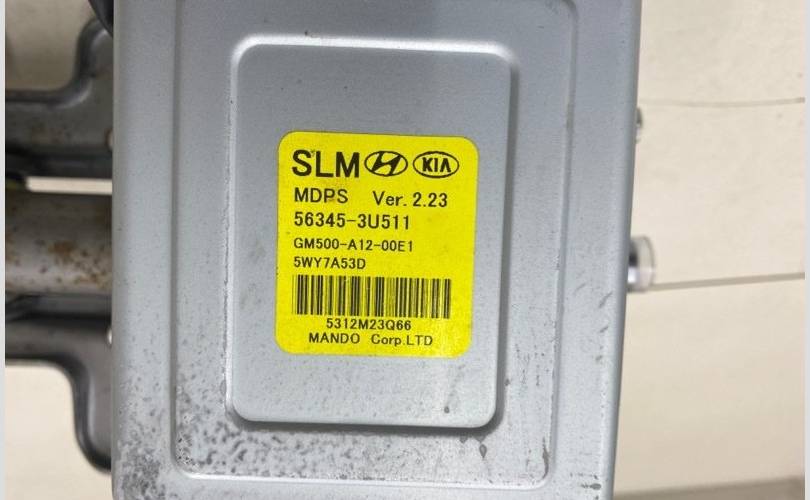 SLM KIA
MDPS Ver. 2.23
56345-3U511
GM500-A12-00E1
5WY7A53D
5312M23Q66
MANDO Corp.LTD